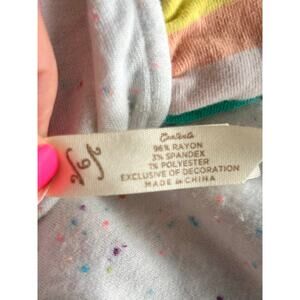 Contents
96% RAYON
3% SPANDEX
1% POLYESTER
EXCLUSIVE OF DECORATION
MADE IN CHINA